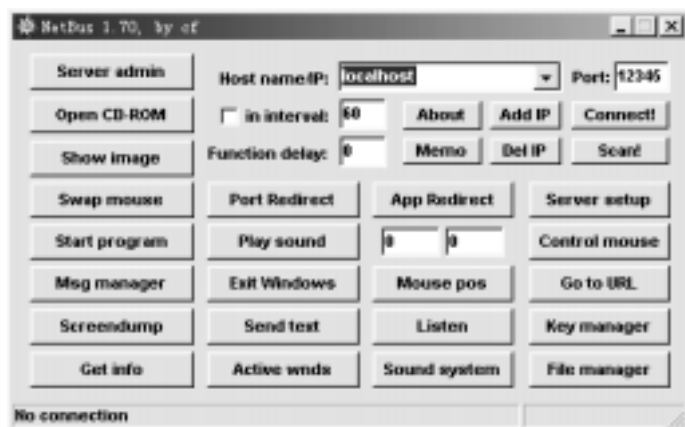 NetBus 1.70, by cf
Server admin Host name/IP: localhost Port: 12345
Open CD-ROM in interval: 60 About Add IP Connect!
Show image Function delay: 0 Memo Del IP Scan!
Swap mouse Port Redirect App Redirect Server setup
Start program Play sound 0 0 Control mouse
Msg manager Exit Windows Mouse pos Go to URL
Screendump Send text Listen Key manager
Get info Active wnds Sound system File manager
No connection